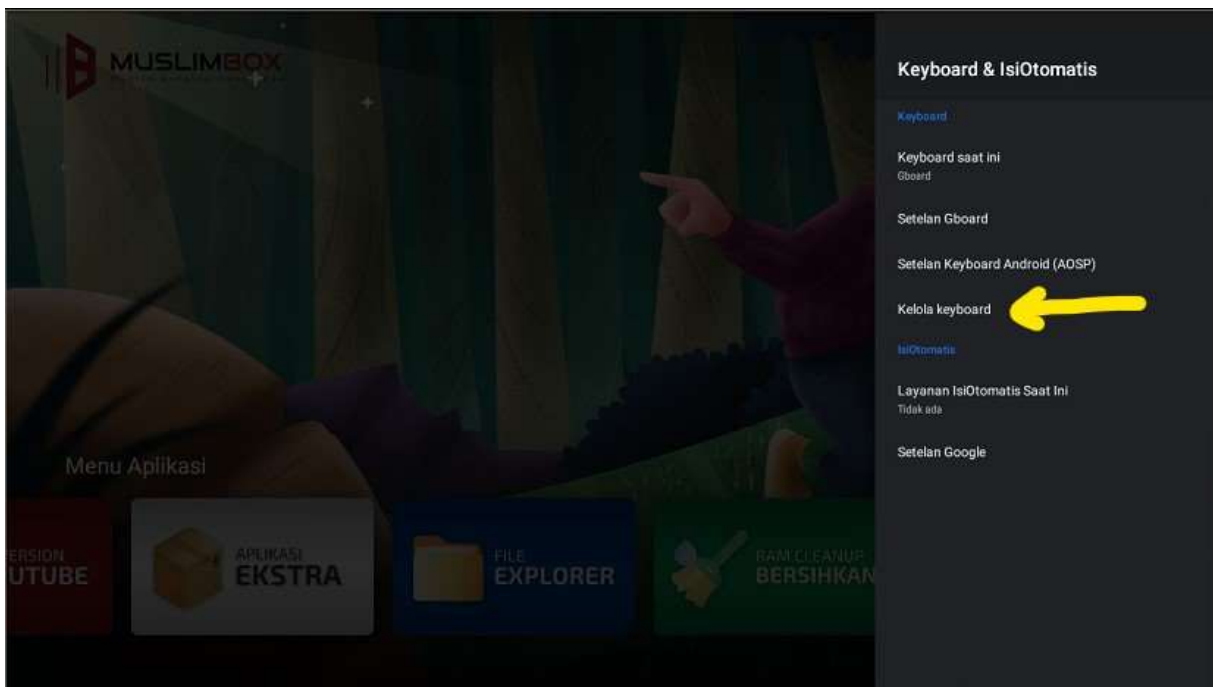 MUSLIMBOX
Keyboard & IsiOtomatis
Keyboard
Keyboard saat ini
Gboard
Setelan Gboard
Setelan Keyboard Android (AOSP)
Kelola keyboard
IsiOtomatis
Layanan IsiOtomatis Saat Ini
Tidak ada
Setelan Google
Menu Aplikasi
UTUBE
APLIKASI
EKSTRA
FILE
EXPLORER
RAM CLEANUP
BERSIHKAN